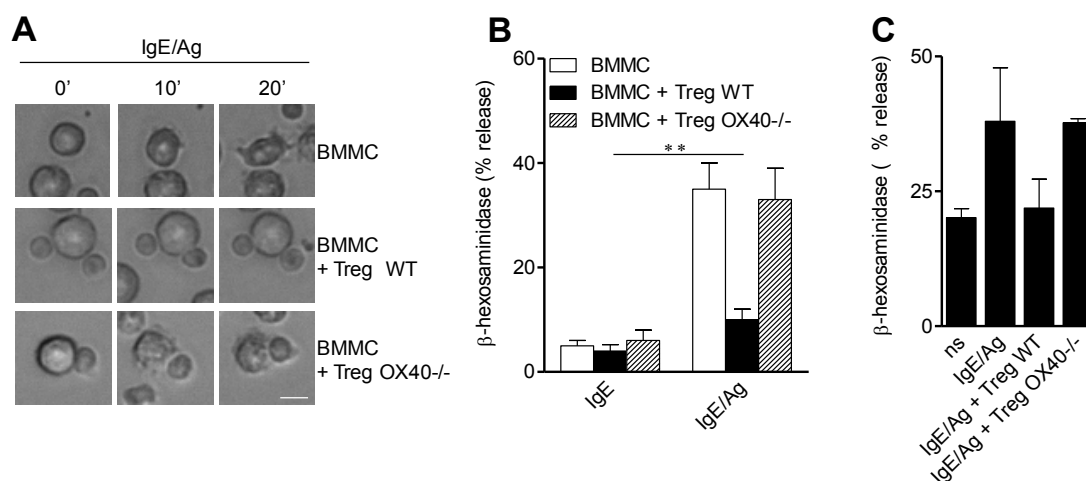 A
IgE/Ag
0’ 10’ 20’
BMMC
BMMC
+ Treg WT
BMMC
+ Treg OX40-/-
B
β-hexosaminidase (% release)
60
40
20
0
BMMC
BMMC + Treg WT
BMMC + Treg OX40-/-
**
IgE
IgE/Ag
C
β-hexosaminidase ( % release)
50
25
0
ns
IgE/Ag
IgE/Ag + Treg WT
IgE/Ag + Treg OX40-/-